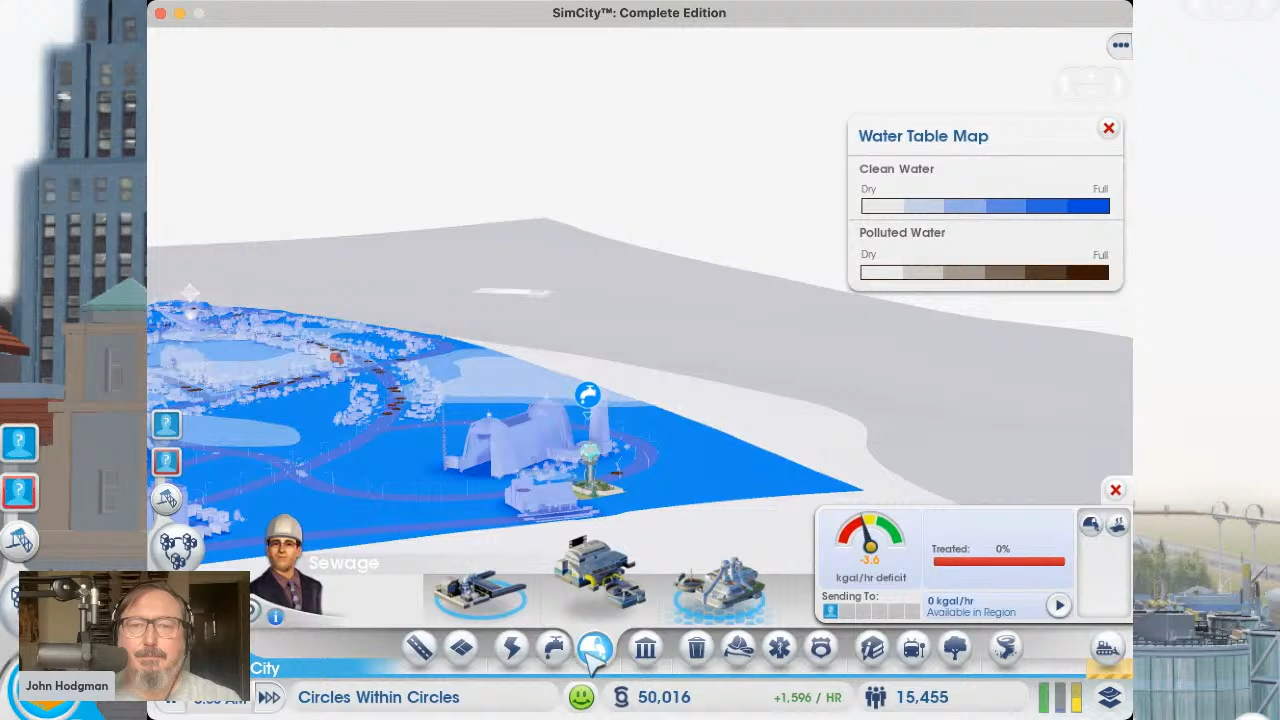 SimCity™: Complete Edition
Water Table Map
Clean Water
Dry Full
Polluted Water
Dry Full
Sewage
-3.6
kgal/hr deficit
Treated: 0%
Sending To:
0 kgal/hr
Available in Region
City
John Hodgman
AM
Circles Within Circles
50,016
+1,596 / HR
15,455